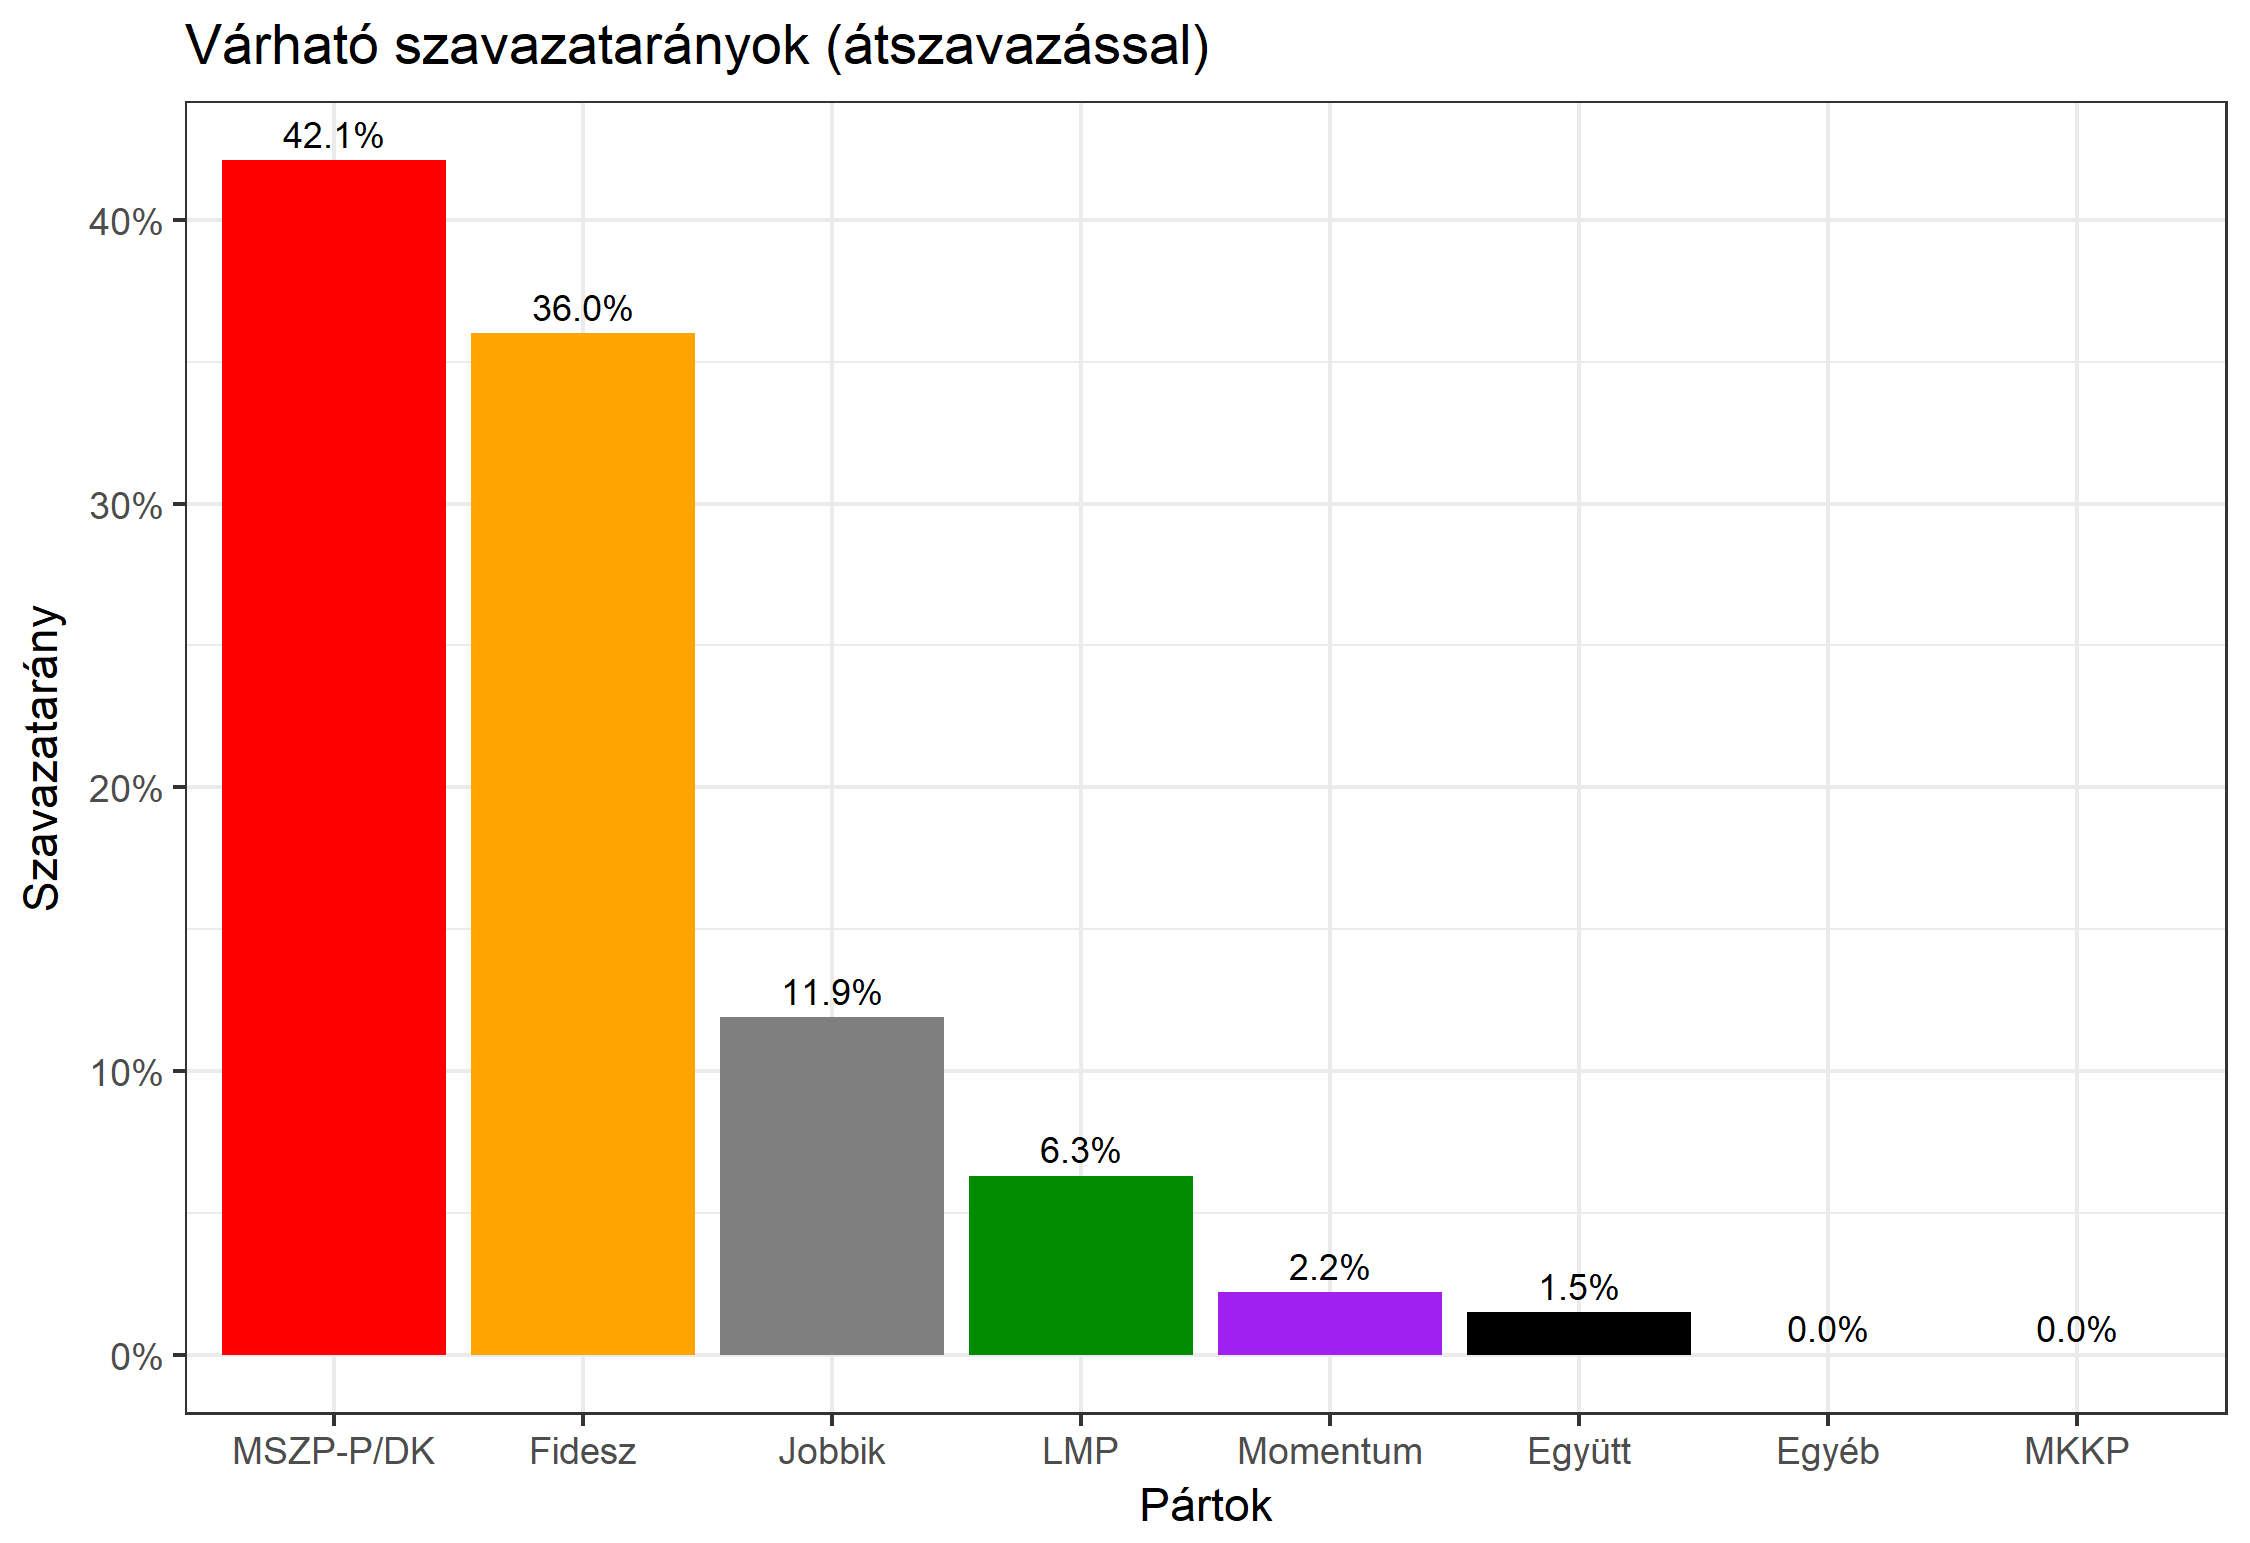 Várható szavazatarányok (átszavazással)
42.1%
36.0%
11.9%
6.3%
2.2%
1.5%
0.0%
0.0%
40%
30%
20%
10%
0%
Szavazatarány
MSZP-P/DK
Fidesz
Jobbik
LMP
Momentum
Együtt
Egyéb
MKKP
Pártok